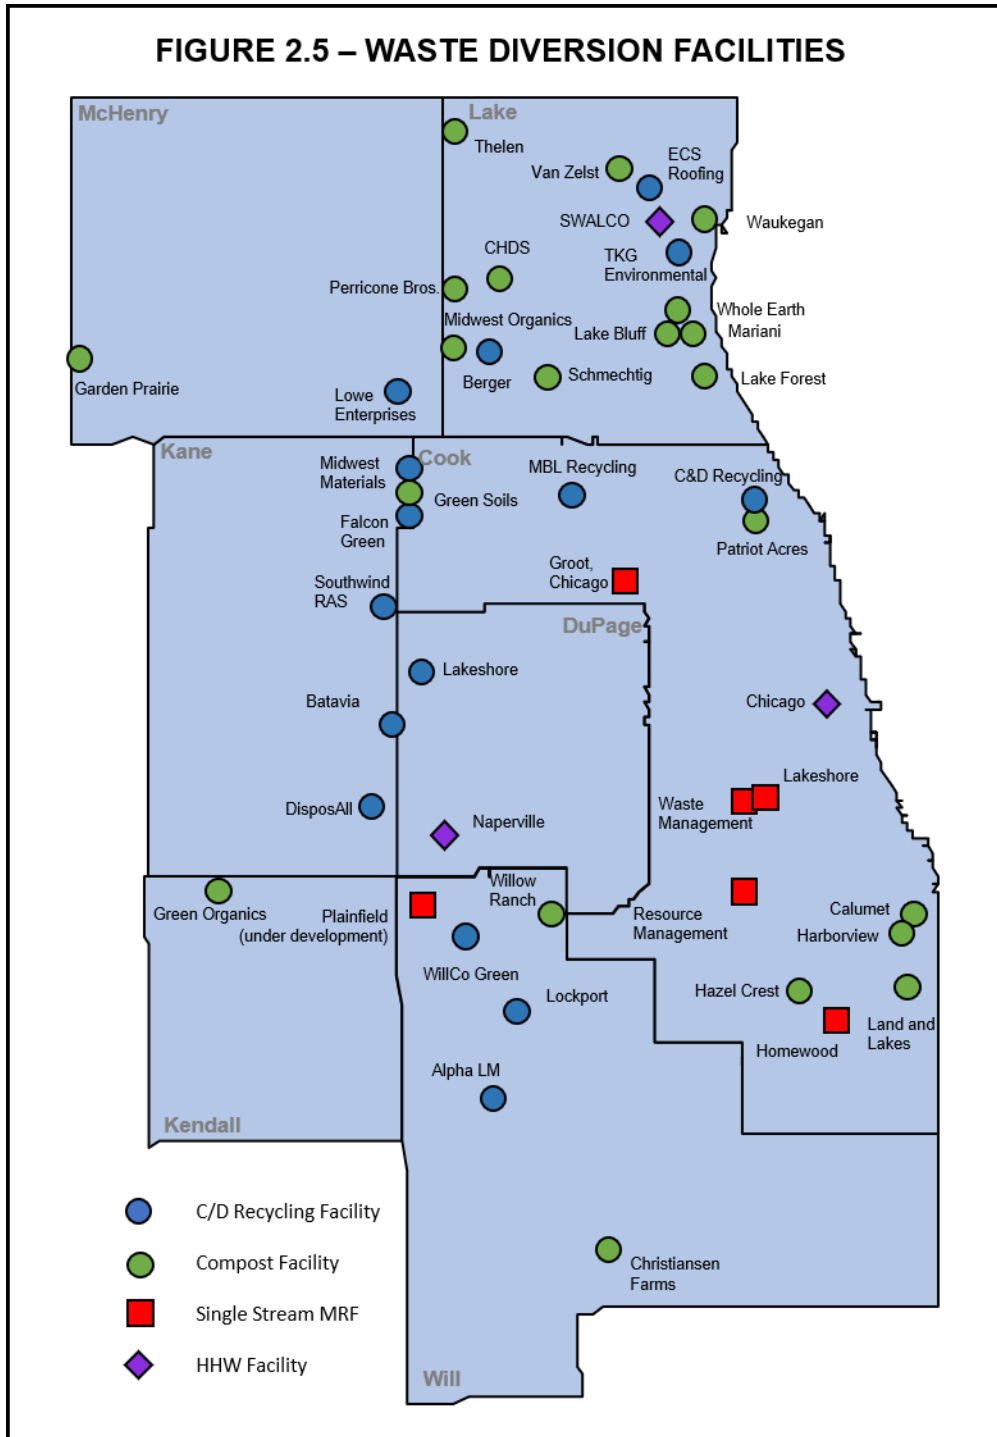 FIGURE 2.5 – WASTE DIVERSION FACILITIES
McHenry
Lake
Thelen
Van Zelst
ECS
Roofing
SWALCO
Waukegan
TKG
Environmental
CHDS
Perricone Bros.
Whole Earth
Midwest Organics
Lake Bluff
Mariani
Berger
Schmechtig
Lake Forest
Garden Prairie
Lowe
Enterprises
Kane
Cook
Midwest
Materials
MBL Recycling
C&D Recycling
Green Soils
Falcon
Green
Patriot Acres
Groot,
Chicago
Southwind
RAS
DuPage
Lakeshore
Batavia
Chicago
Lakeshore
Waste
Management
DisposAll
Naperville
Willow
Ranch
Green Organics
Plainfield
(under development)
Resource
Management
Calumet
Harborview
WillCo Green
Lockport
Hazel Crest
Land and
Lakes
Homewood
Alpha LM
Kendall
C/D Recycling Facility
Compost Facility
Christiansen
Farms
Single Stream MRF
HHW Facility
Will